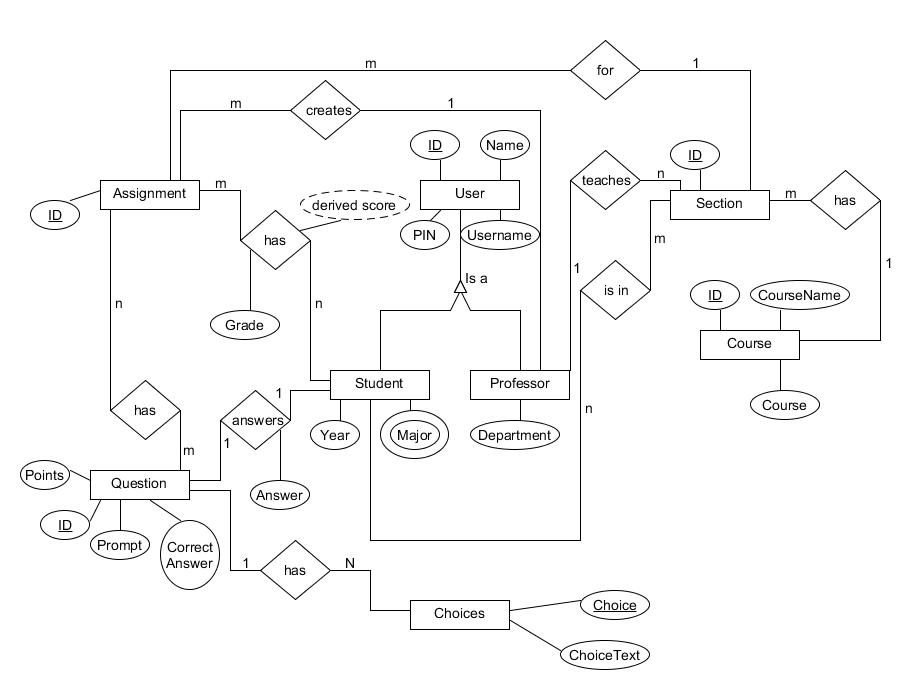 for
m
1
creates
m
1
ID
Name
ID
teaches
n
Assignment
User
Section
m
has
m
ID
derived score
PIN
Username
m
has
is in
1
1
Is a
ID
CourseName
n
n
Grade
Course
Student
Professor
1
n
has
answers
Year
Major
Department
Course
1
m
Points
Question
Answer
ID
Prompt
Correct
Answer
1
has
N
Choices
Choice
ChoiceText